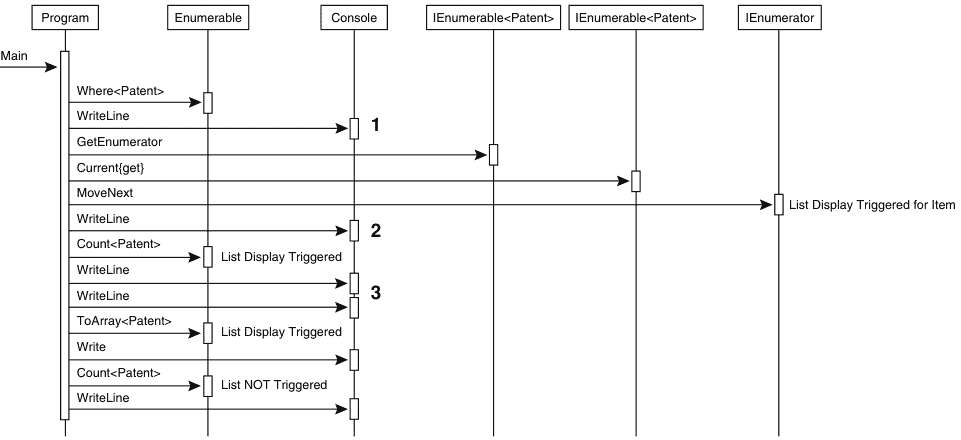 Program Enumerable Console IEnumerable<Patent> IEnumerable<Patent> IEnumerator
Main
Where<Patent>
WriteLine 1
GetEnumerator
Current{get}
MoveNext List Display Triggered for Item
WriteLine 2
Count<Patent> List Display Triggered
WriteLine
3
WriteLine
ToArray<Patent> List Display Triggered
Write
Count<Patent> List NOT Triggered
WriteLine